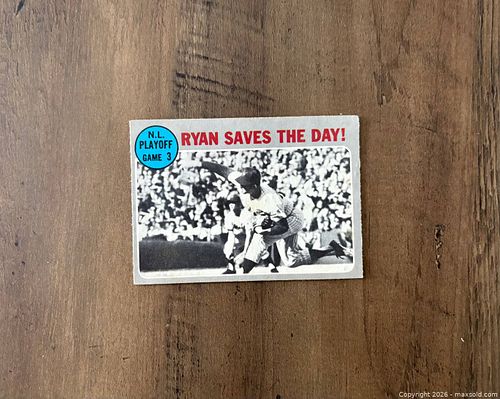 N.L.
PLAYOFF
GAME 3
RYAN SAVES THE DAY!
Copyright 2026 - maxsold.com